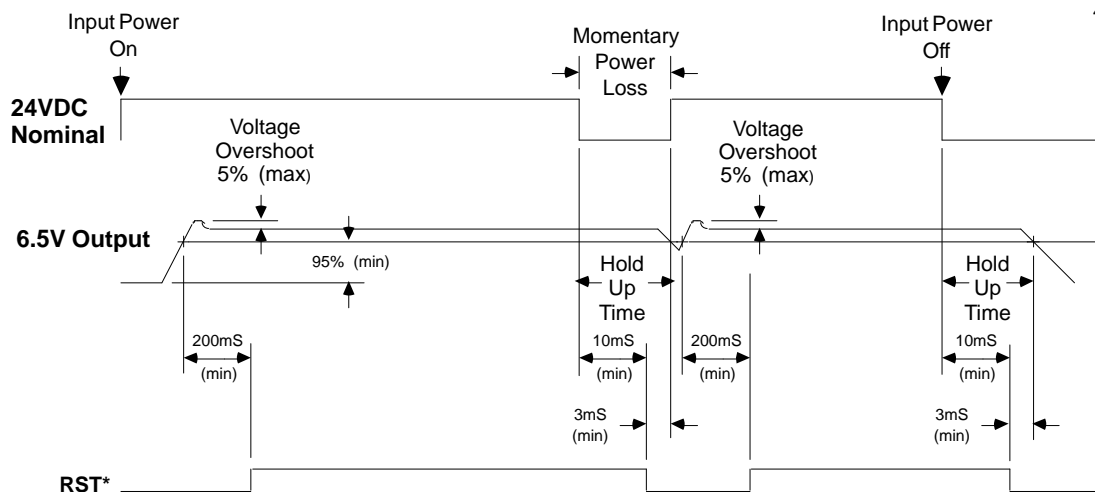 Input Power
On
Momentary
Power
Loss
Input Power
Off
24VDC
Nominal
Voltage
Overshoot
5% (max)
Voltage
Overshoot
5% (max)
6.5V Output
95% (min)
Hold
Up
Time
Hold
Up
Time
200mS
(min)
10mS
(min)
200mS
(min)
10mS
(min)
3mS
(min)
3mS
(min)
RST*